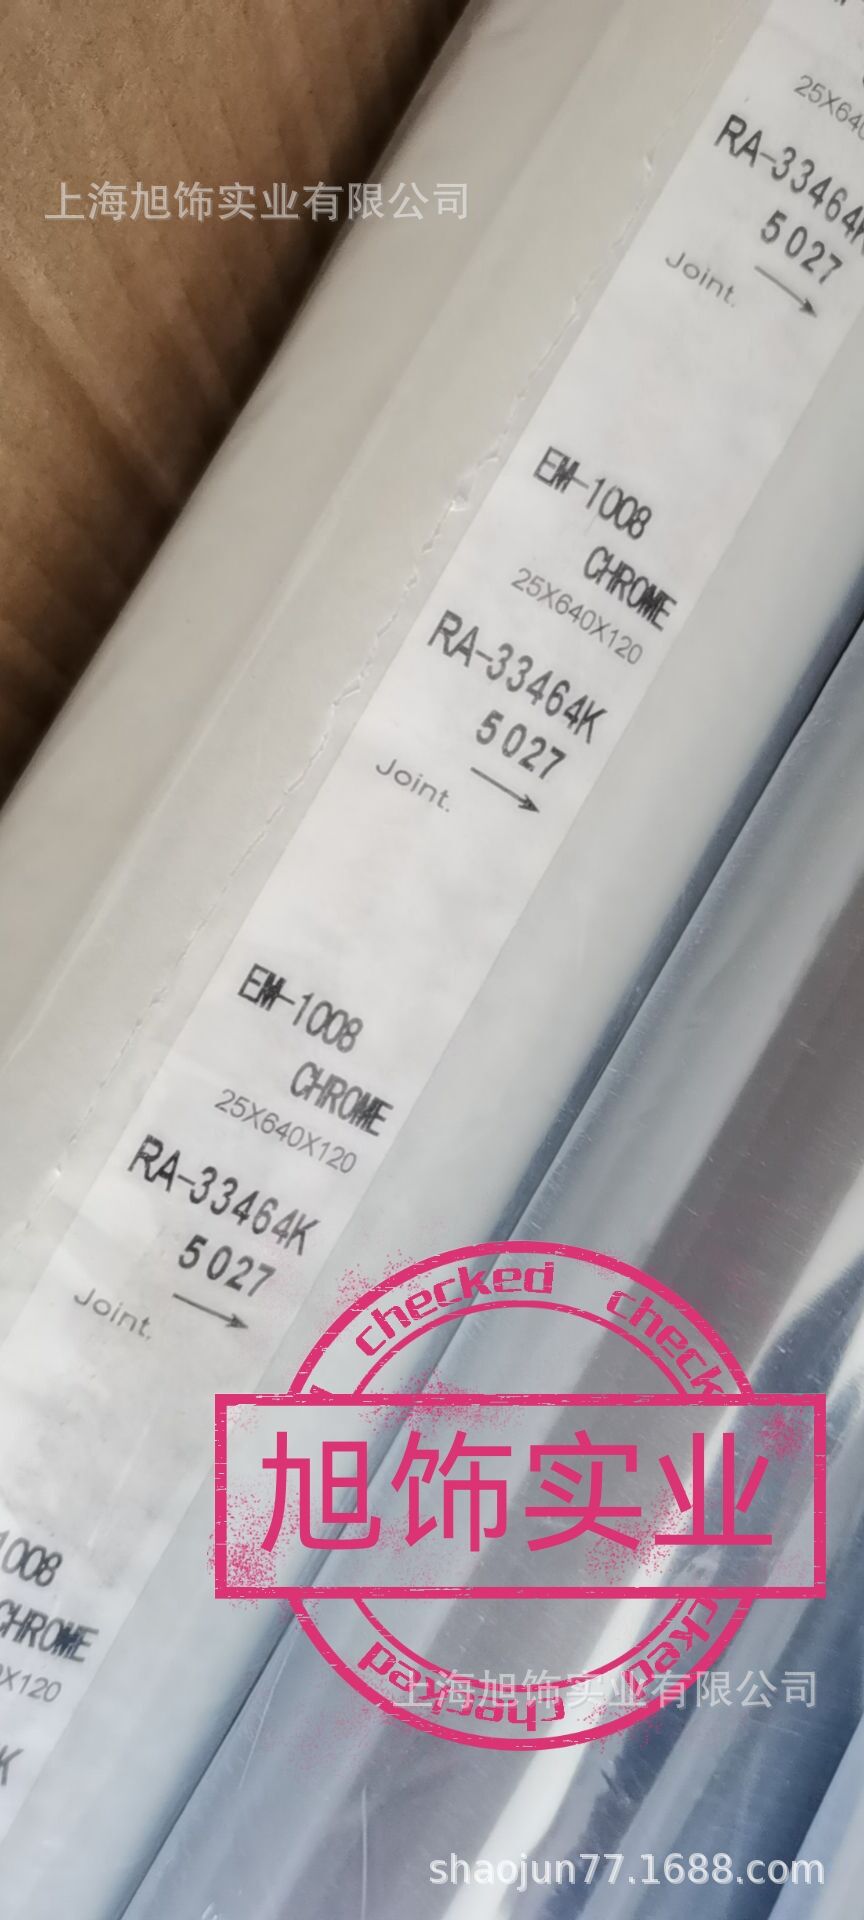 25X640
RA-33464K
5027
Joint.
上海旭饰实业有限公司
EM-1008
CHROME
25X640X120
RA-33464K
5027
Joint.
EM-1008
CHROME
25X640X120
RA-33464K
5027
Joint.
checked checked
旭饰实业
1008
CHROME
X120
K
checked checked checked
上海旭饰实业有限公司
shaojun77.1688.com